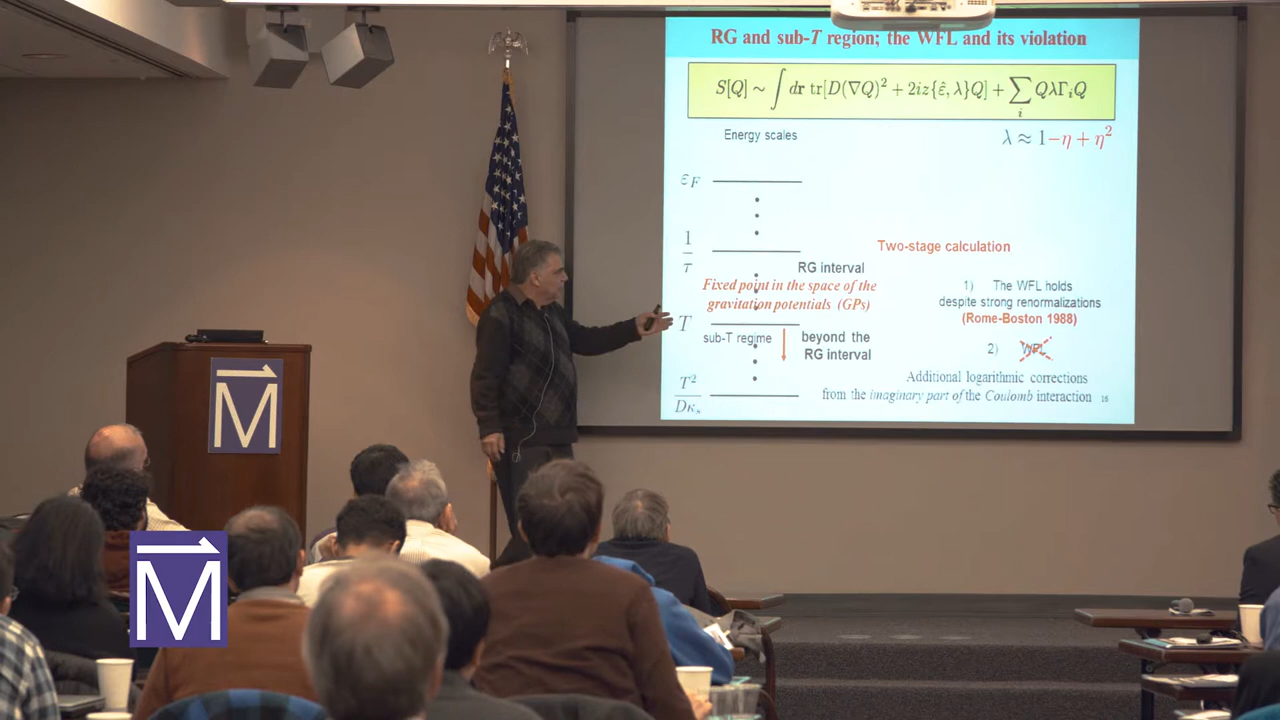 RG and sub-T region; the WFL and its violation
S[Q] ~ ∫ dr tr[D(∇Q)² + 2iz{ε̂, λ}Q] + ∑ᵢ QλΓᵢQ
Energy scales
λ ≈ 1−η + η²
εF
1/τ
Two-stage calculation
RG interval
Fixed point in the space of the
gravitation potentials (GPs)
1) The WFL holds
despite strong renormalizations
(Rome-Boston 1988)
T
sub-T regime
beyond the
RG interval
2) WFL
Additional logarithmic corrections
from the imaginary part of the Coulomb interaction 16
M
M